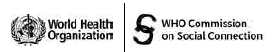 World Health
Organization
WHO Commission
on Social Connection